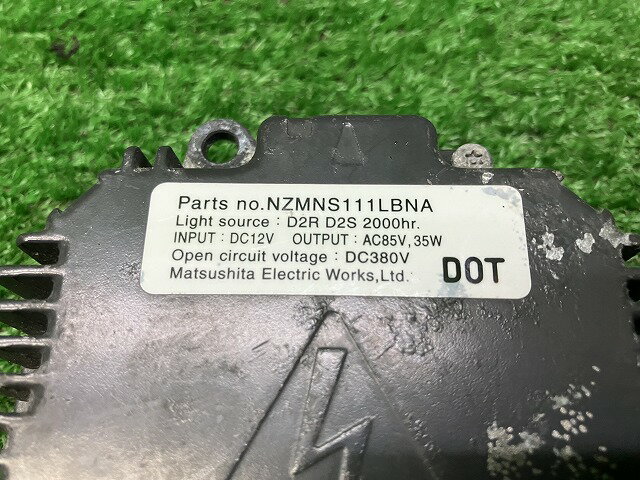 Parts no.NZMNS111LBNA
Light source : D2R D2S 2000hr.
INPUT : DC12V OUTPUT : AC85V, 35W
Open circuit voltage : DC380V
Matsushita Electric Works,Ltd. DOT